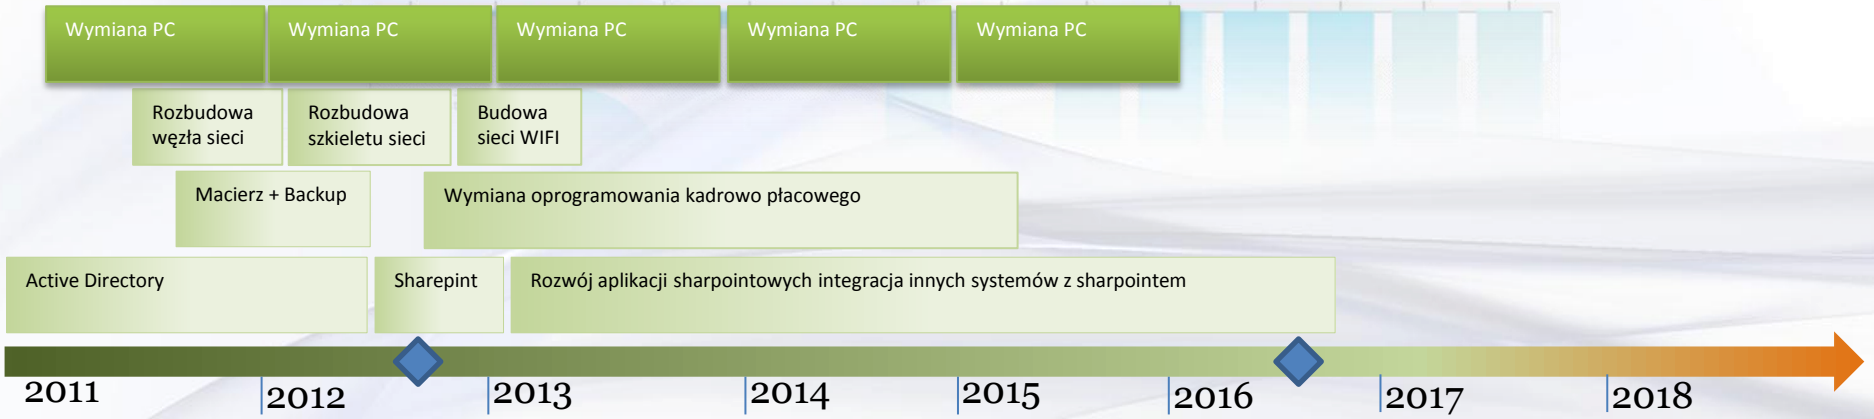 Wymiana PC
Wymiana PC
Wymiana PC
Wymiana PC
Wymiana PC
Rozbudowa
węzła sieci
Rozbudowa
szkieletu sieci
Budowa
sieci WIFI
Macierz + Backup
Wymiana oprogramowania kadrowo płacowego
Active Directory
Sharepint
Rozwój aplikacji sharpointowych integracja innych systemów z sharpointem
2011
2012
2013
2014
2015
2016
2017
2018